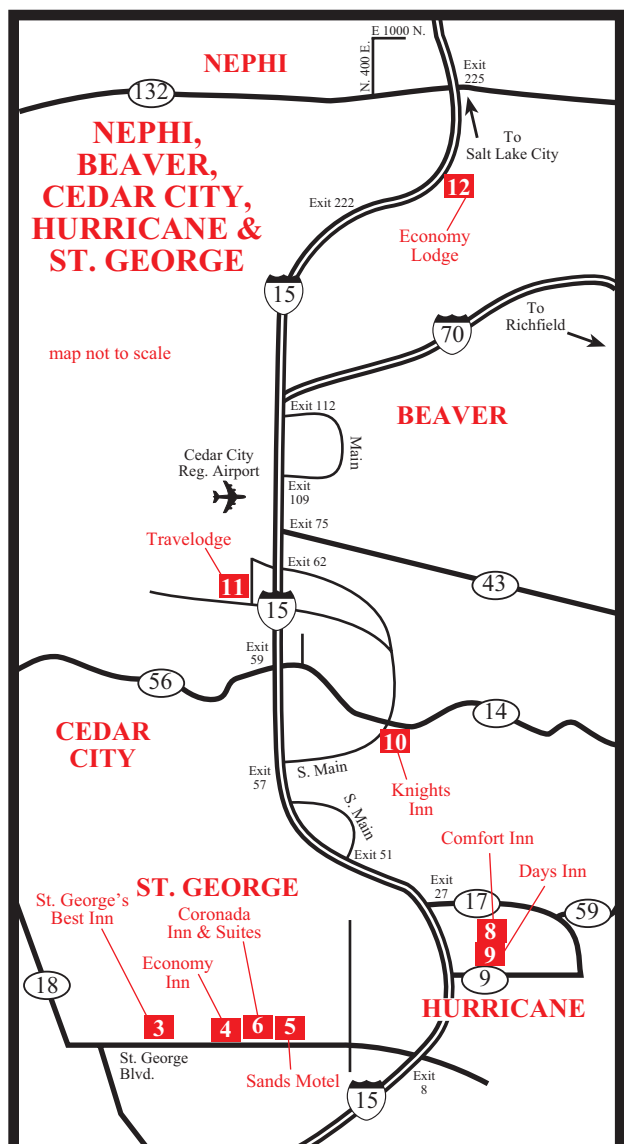 E 1000 N.
N. 400 E.
NEPHI
Exit
225
132
NEPHI,
BEAVER,
CEDAR CITY,
HURRICANE &
ST. GEORGE
To
Salt Lake City
12
Exit 222
Economy
Lodge
15
To
Richfield
70
map not to scale
Exit 112
BEAVER
Main
Cedar City
Reg. Airport
Exit
109
Exit 75
Travelodge
Exit 62
11
43
15
Exit
59
56
14
CEDAR
CITY
10
S. Main
Exit
57
Knights
Inn
S. Main
Comfort Inn
Exit 51
Days Inn
ST. GEORGE
Exit
27
St. George's
Best Inn
Coronada
Inn & Suites
17
59
8
Economy
Inn
9
18
9
HURRICANE
3
4
6
5
St. George
Blvd.
Sands Motel
Exit
8
15